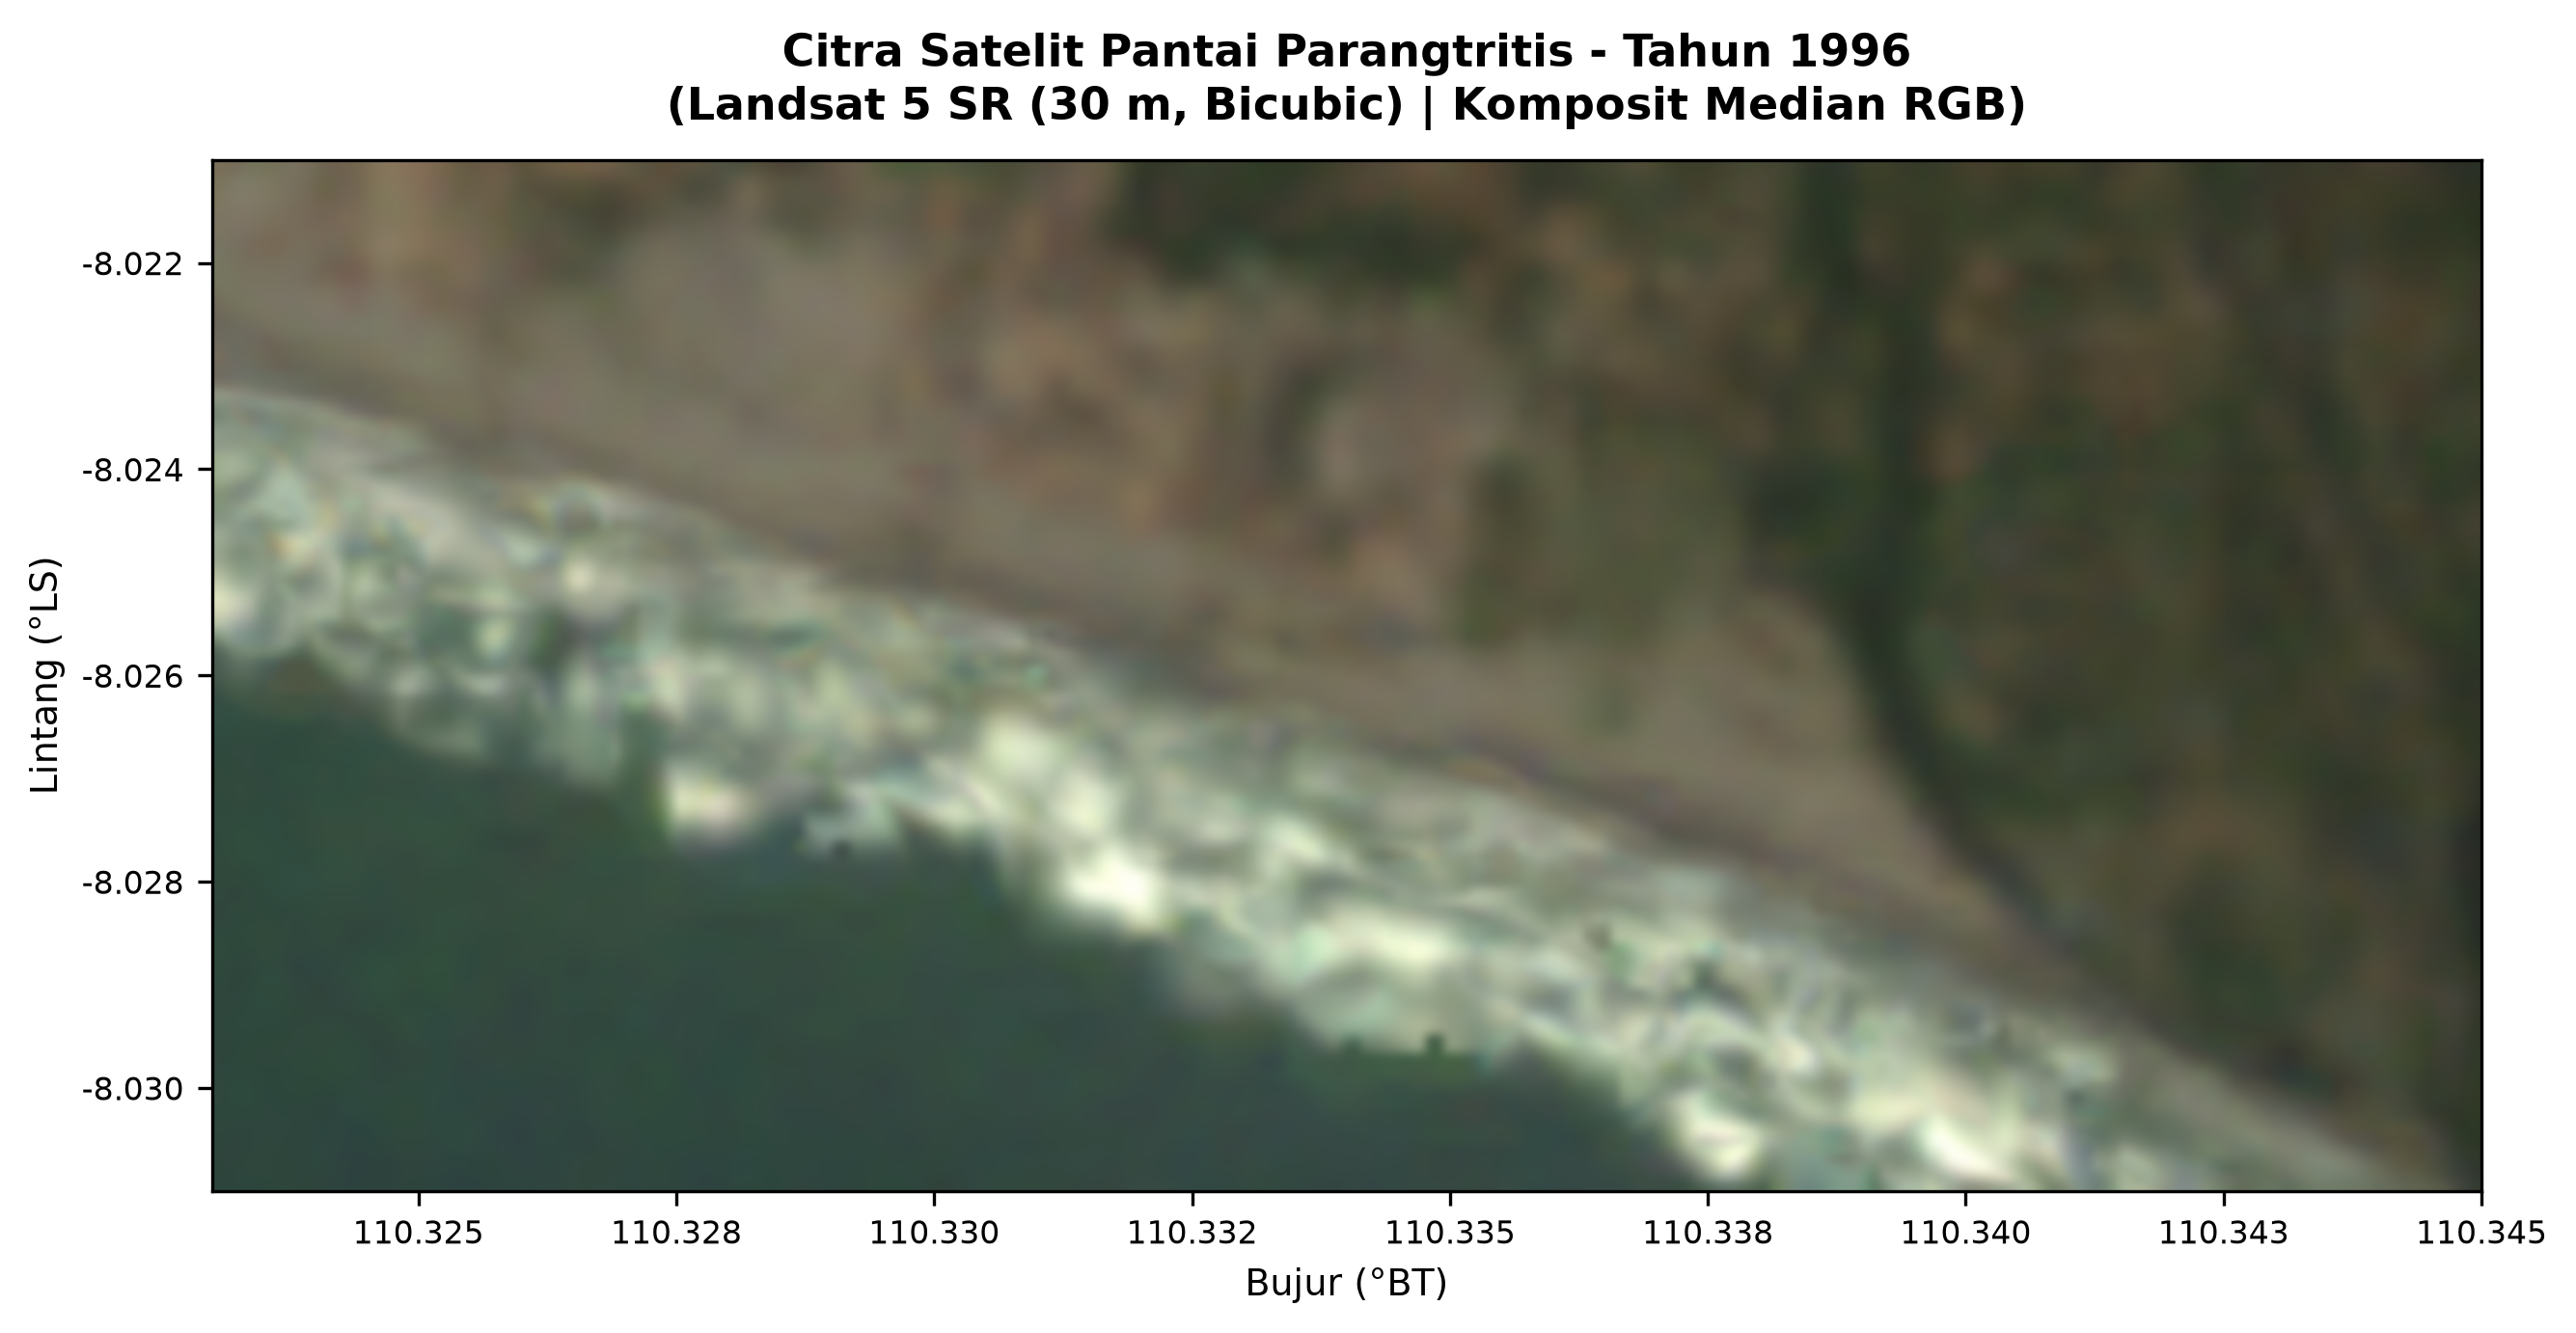 Citra Satelit Pantai Parangtritis - Tahun 1996
(Landsat 5 SR (30 m, Bicubic) | Komposit Median RGB)
Lintang (°LS)
-8.022
-8.024
-8.026
-8.028
-8.030
110.325 110.328 110.330 110.332 110.335 110.338 110.340 110.343 110.345
Bujur (°BT)